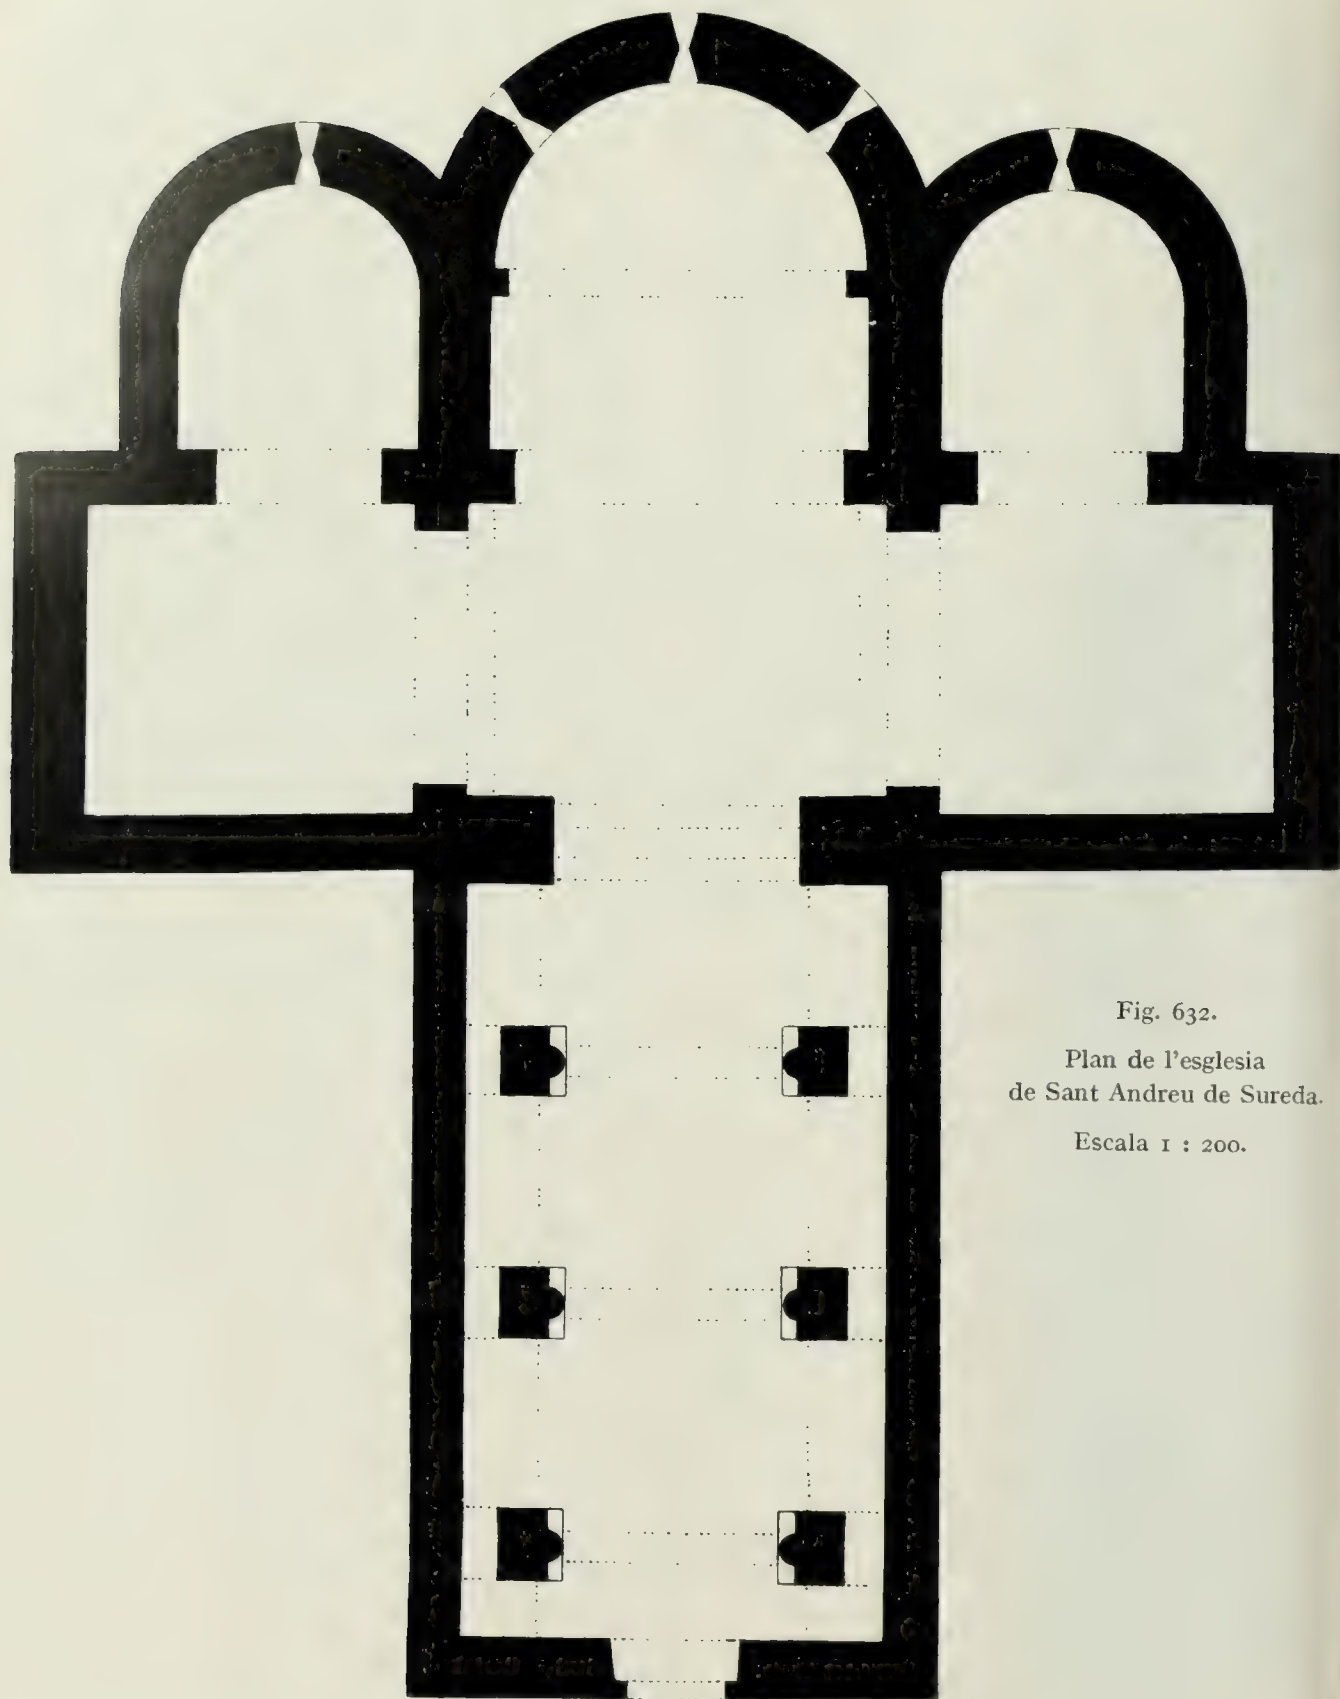 Fig. 632.
Plan de l'esglesia
de Sant Andreu de Sureda.
Escala 1 : 200.